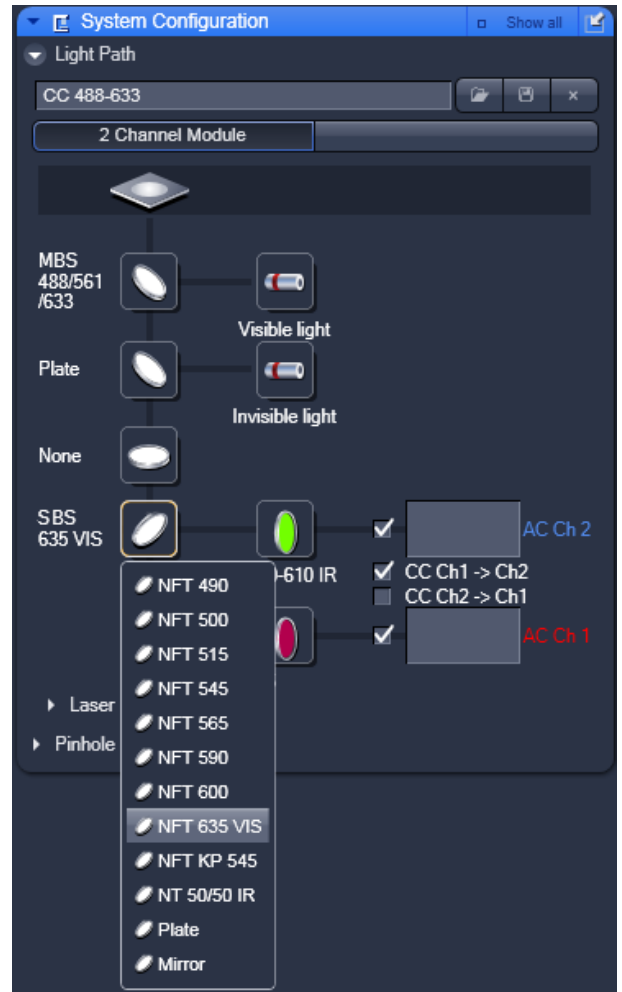 System Configuration
Show all
Light Path
CC 488-633
2 Channel Module
MBS
488/561
/633
Visible light
Plate
Invisible light
None
SBS
635 VIS
AC Ch 2
-610 IR
CC Ch1 -> Ch2
CC Ch2 -> Ch1
AC Ch 1
NFT 490
NFT 500
NFT 515
NFT 545
NFT 565
NFT 590
NFT 600
NFT 635 VIS
NFT KP 545
NT 50/50 IR
Plate
Mirror
Laser
Pinhole